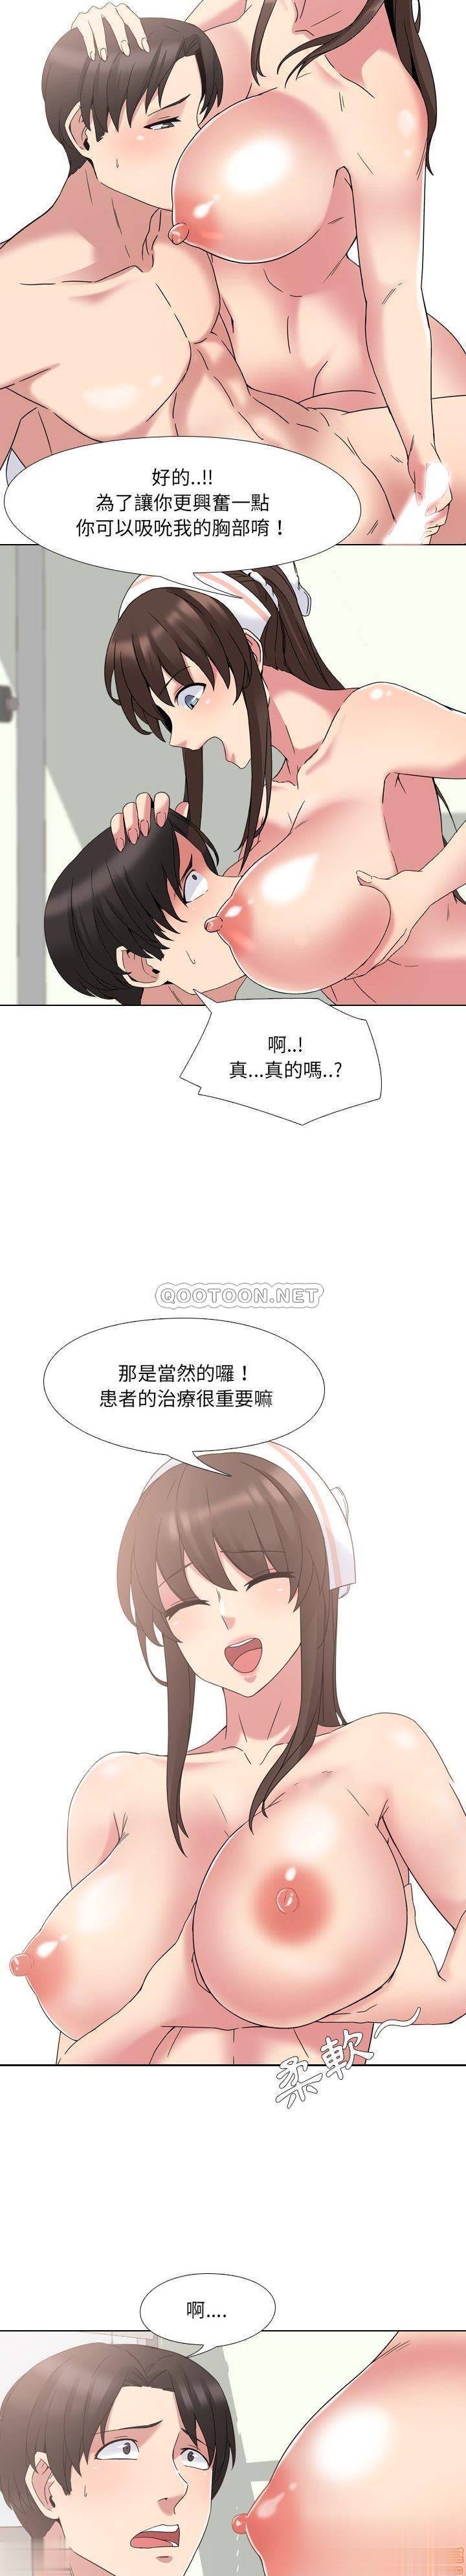 好的..!!
為了讓你更興奮一點
你可以吸吮我的胸部唷！
啊..!
真...真的嗎..?
QOOTOON.NET
那是當然的囉！
患者的治療很重要嘛
柔軟～
啊....